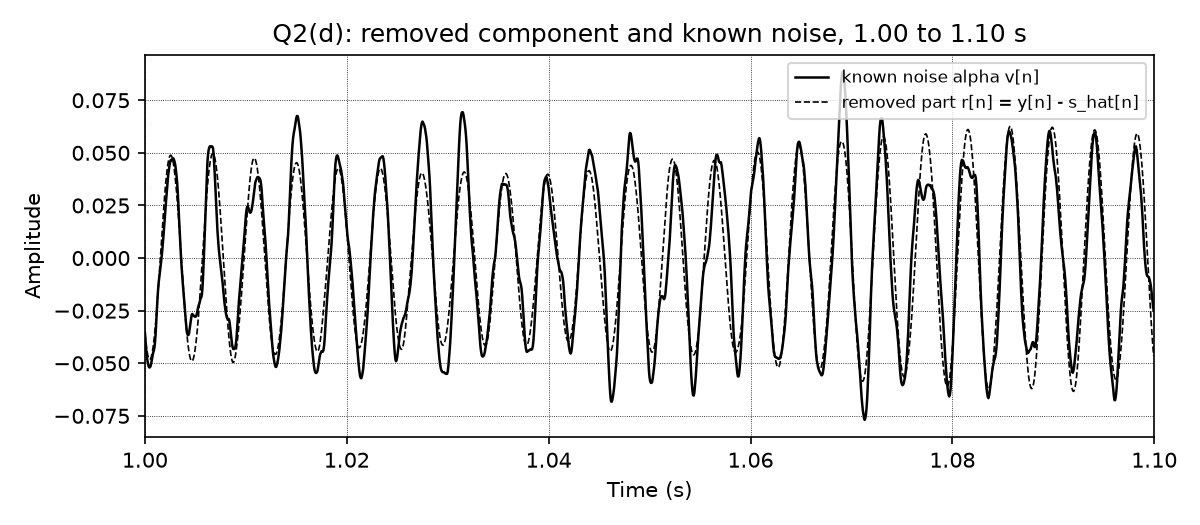 Q2(d): removed component and known noise, 1.00 to 1.10 s
known noise alpha v[n]
removed part r[n] = y[n] - s_hat[n]
Amplitude
0.075
0.050
0.025
0.000
−0.025
−0.050
−0.075
1.00 1.02 1.04 1.06 1.08 1.10
Time (s)